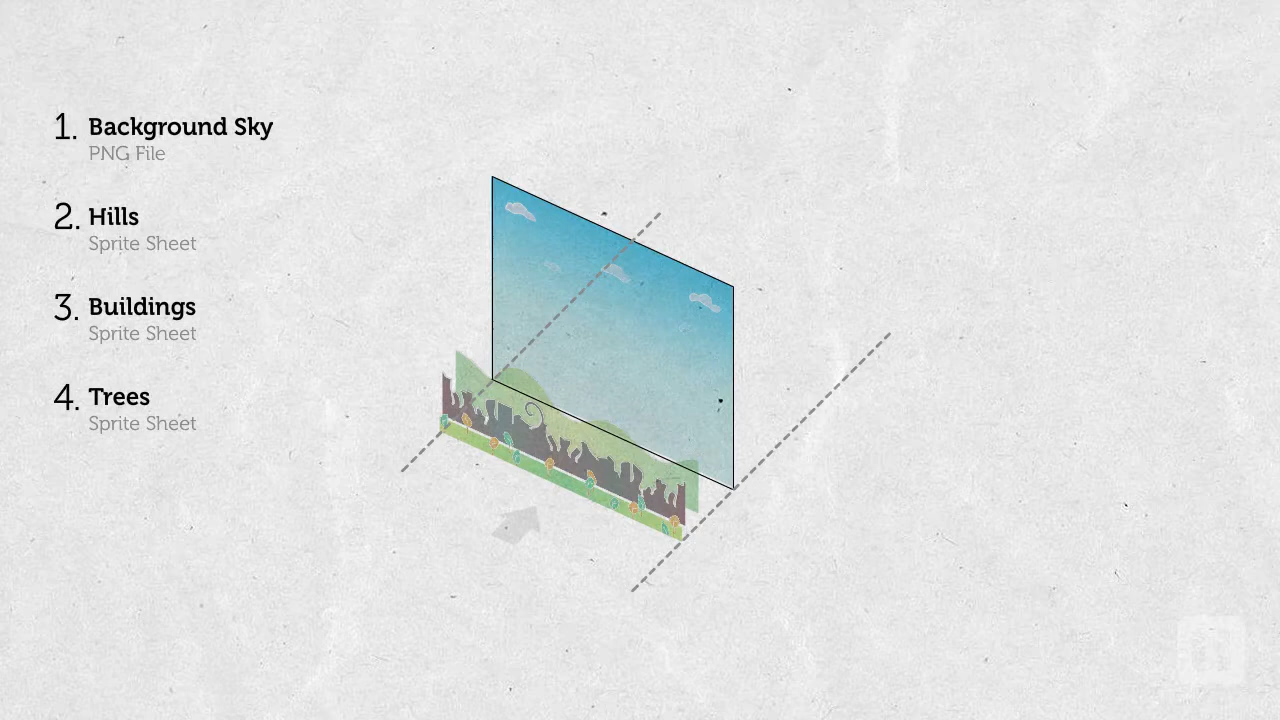 1. Background Sky
PNG File
2. Hills
Sprite Sheet
3. Buildings
Sprite Sheet
4. Trees
Sprite Sheet